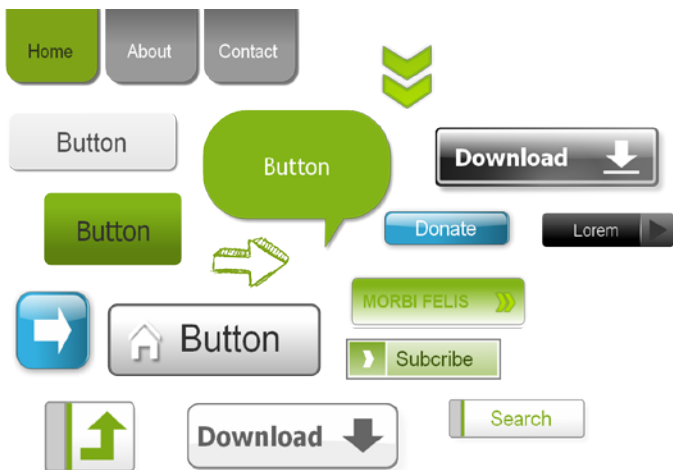 Home
About
Contact
Button
Button
Download
Button
Donate
Lorem
MORBI FELIS
Button
Subcribe
Download
Search